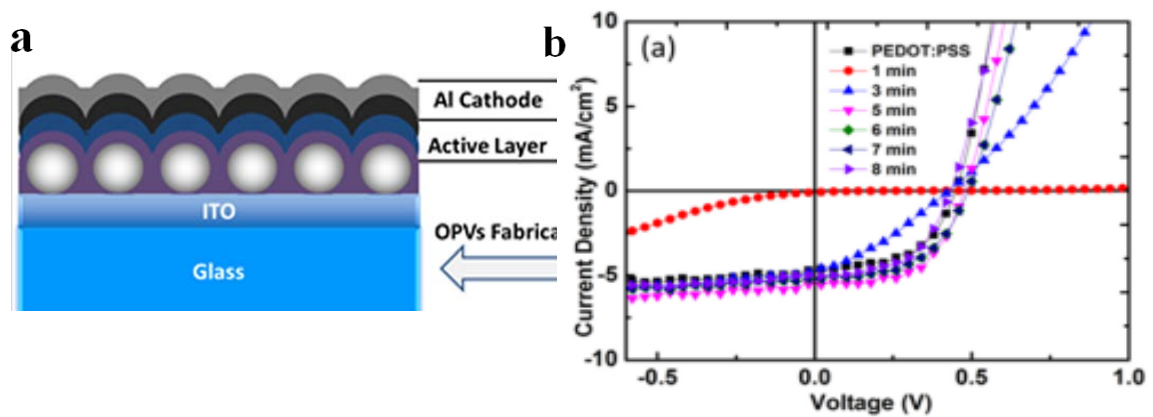 a
Al Cathode
Active Layer
ITO
OPVs Fabrica
Glass
b
(a)
PEDOT:PSS
1 min
3 min
5 min
6 min
7 min
8 min
10
5
0
-5
-10
Current Density (mA/cm²)
-0.5
0.0
0.5
1.0
Voltage (V)